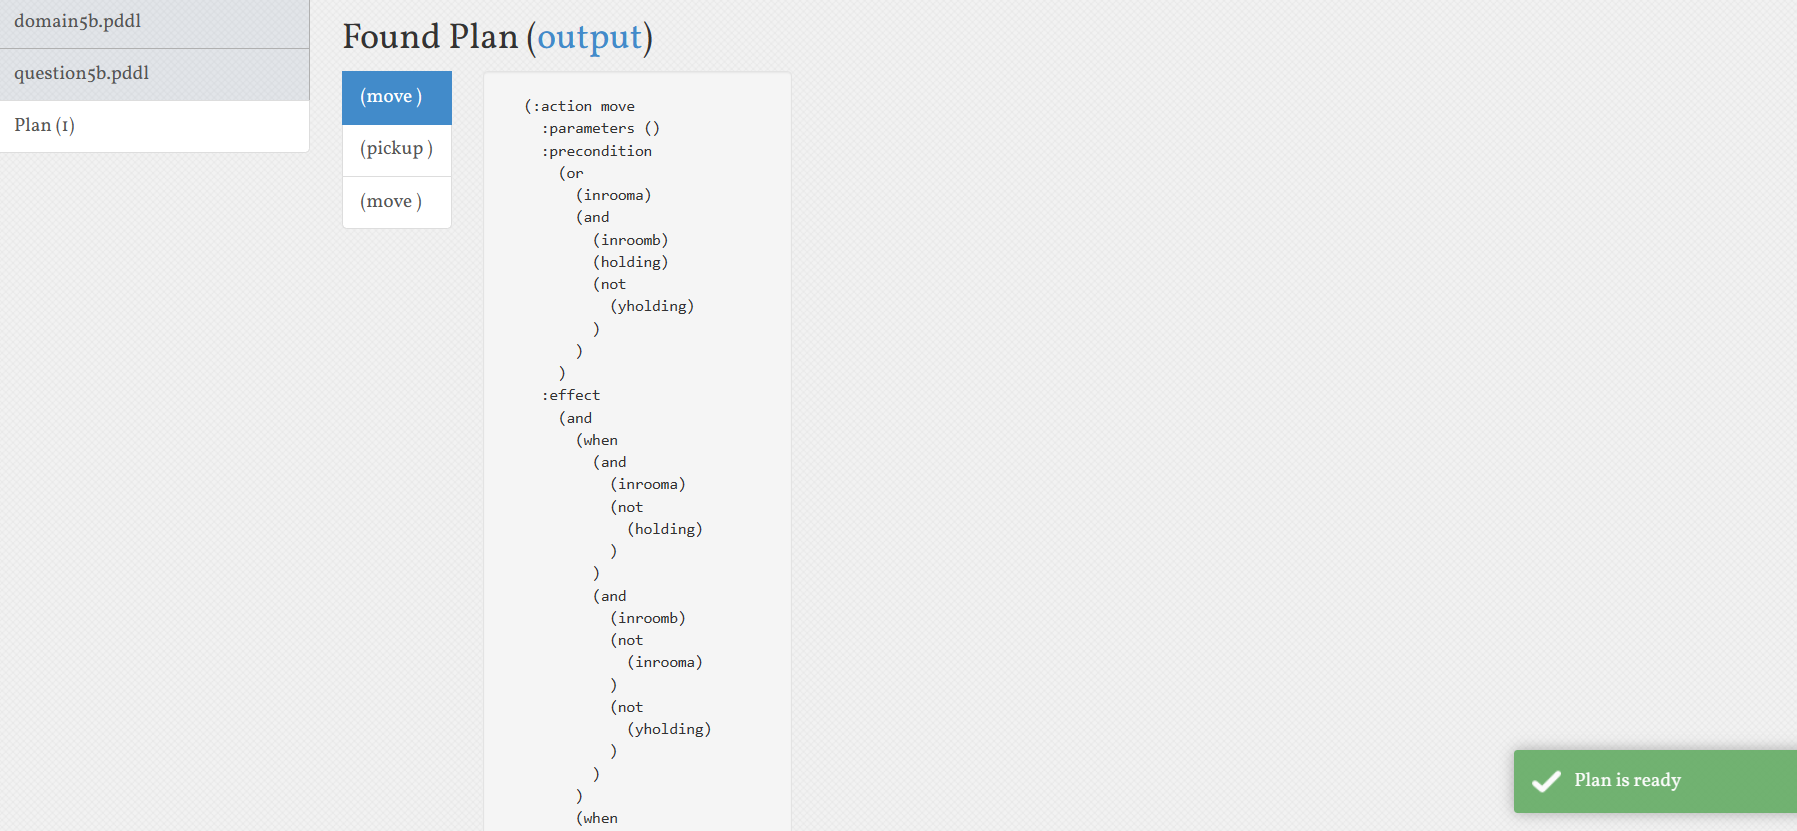 domain5b.pddl
question5b.pddl
Plan (1)
Found Plan (output)
(move )
(pickup )
(move )
(:action move
  :parameters ()
  :precondition
    (or
      (inrooma)
      (and
        (inroomb)
        (holding)
        (not
          (yholding)
        )
      )
    )
  :effect
    (and
      (when
        (and
          (inrooma)
          (not
            (holding)
          )
        )
        (and
          (inroomb)
          (not
            (inrooma)
          )
          (not
            (yholding)
          )
        )
      )
      (when
Plan is ready